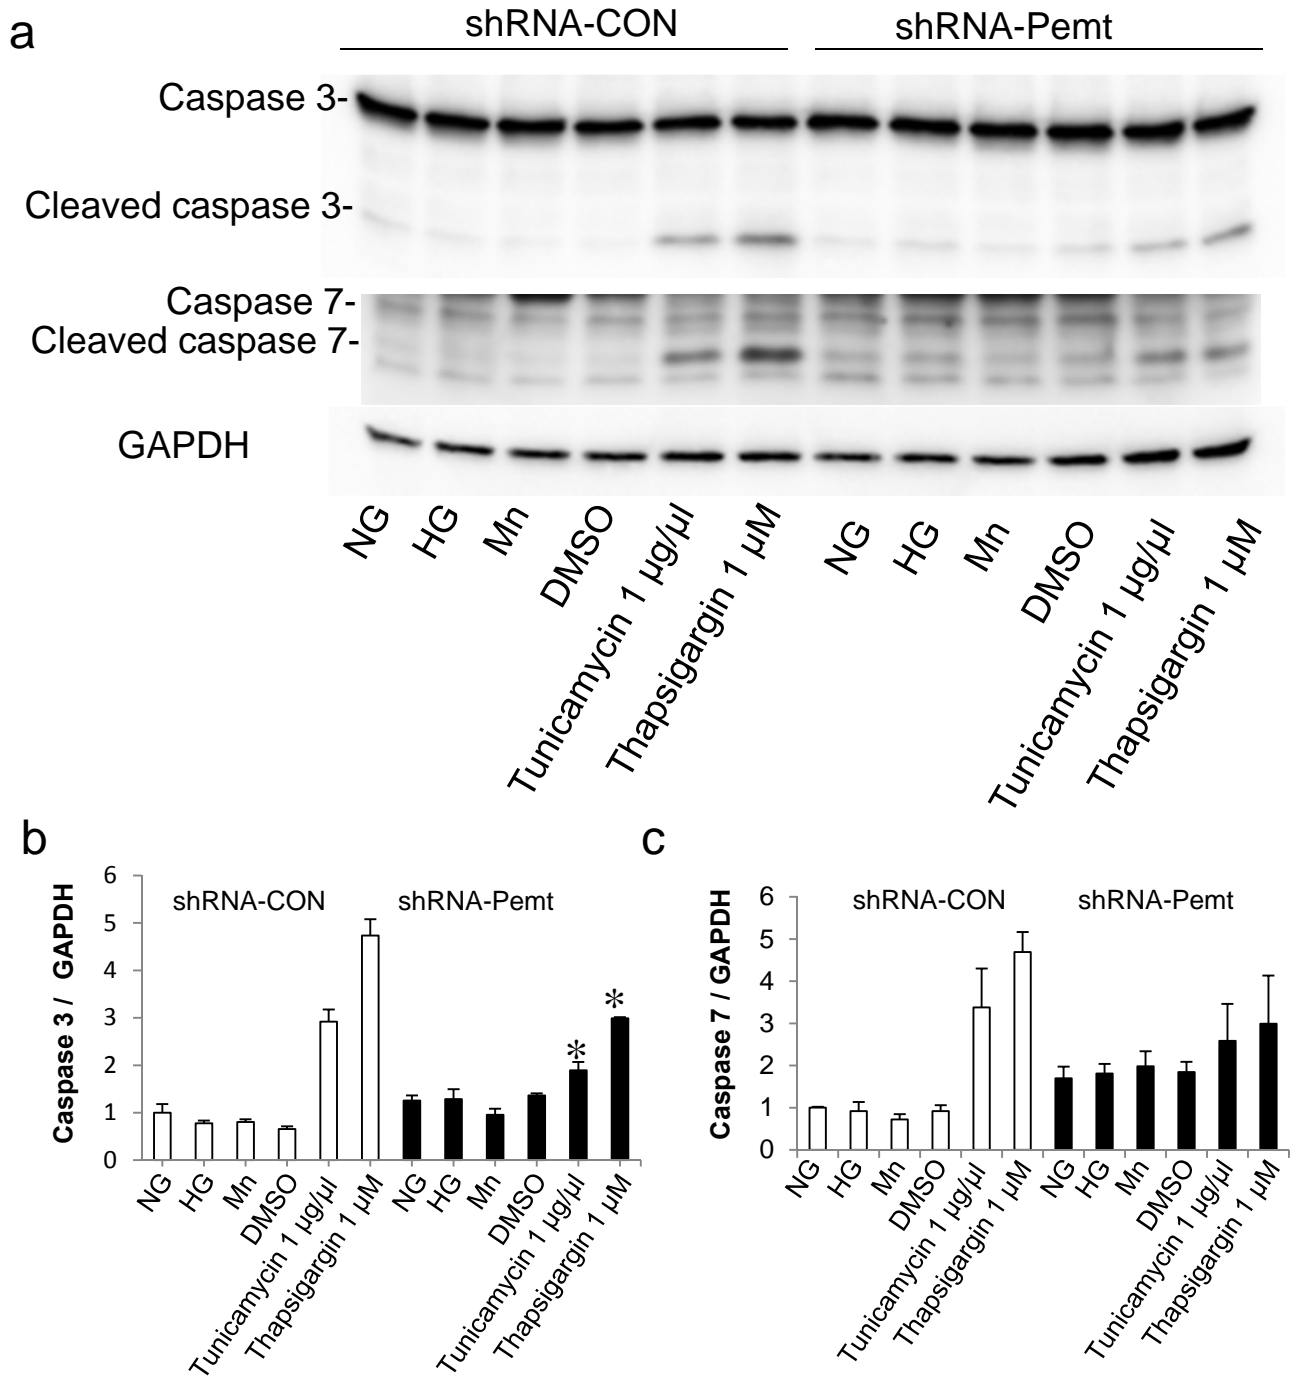 a
shRNA-CON
shRNA-Pemt
Caspase 3-
Cleaved caspase 3-
Caspase 7-
Cleaved caspase 7-
GAPDH
NG
HG
Mn
DMSO
Tunicamycin 1 µg/µl
Thapsigargin 1 µM
NG
HG
Mn
DMSO
Tunicamycin 1 µg/µl
Thapsigargin 1 µM
b
Caspase 3 / GAPDH
6
5
4
3
2
1
0
shRNA-CON
shRNA-Pemt
*
*
NG
HG
Mn
DMSO
Tunicamycin 1 µg/µl
Thapsigargin 1 µM
NG
HG
Mn
DMSO
Tunicamycin 1 µg/µl
Thapsigargin 1 µM
c
Caspase 7 / GAPDH
6
5
4
3
2
1
0
shRNA-CON
shRNA-Pemt
NG
HG
Mn
DMSO
Tunicamycin 1 µg/µl
Thapsigargin 1 µM
NG
HG
Mn
DMSO
Tunicamycin 1 µg/µl
Thapsigargin 1 µM